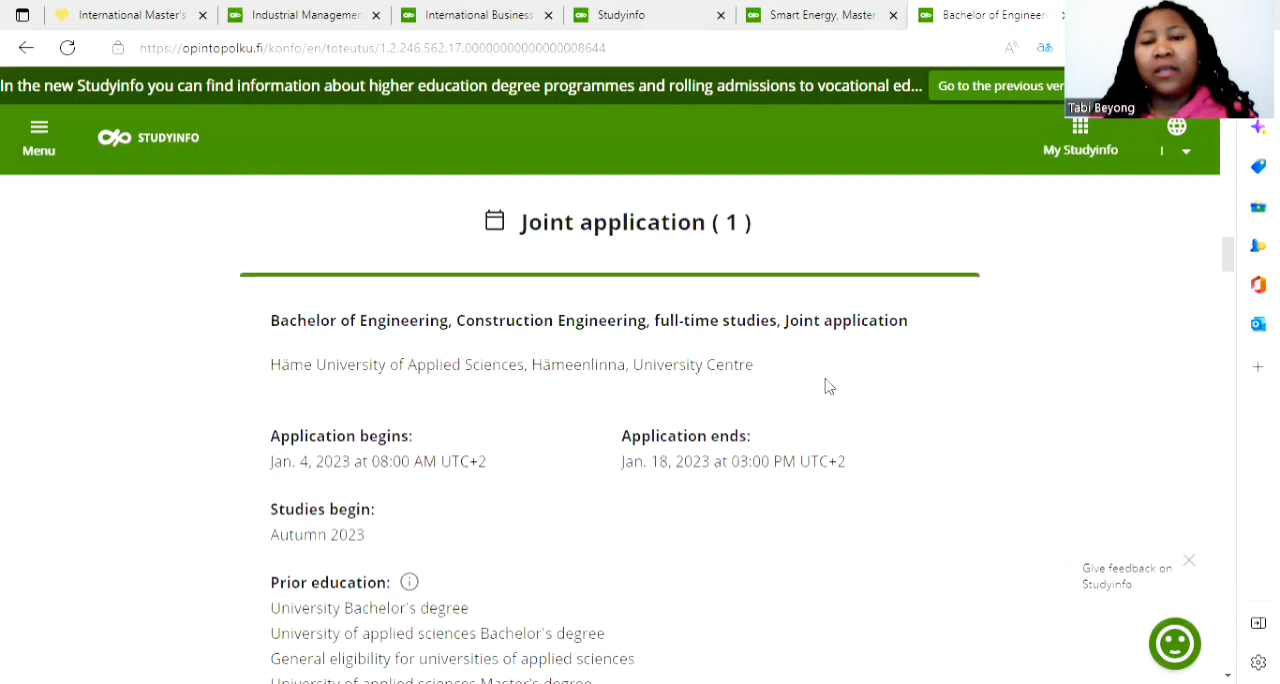 International Master's
Industrial Managemen
International Business
Studyinfo
Smart Energy, Master
Bachelor of Engineer
https://opintopolku.fi/konfo/en/toteutus/1.2.246.562.17.00000000000000008644
In the new Studyinfo you can find information about higher education degree programmes and rolling admissions to vocational ed...
Go to the previous ver
Tabi Beyong
Menu
STUDYINFO
My Studyinfo
Joint application ( 1 )
Bachelor of Engineering, Construction Engineering, full-time studies, Joint application
Häme University of Applied Sciences, Hämeenlinna, University Centre
Application begins:
Application ends:
Jan. 4, 2023 at 08:00 AM UTC+2
Jan. 18, 2023 at 03:00 PM UTC+2
Studies begin:
Autumn 2023
Give feedback on
Studyinfo
Prior education:
University Bachelor's degree
University of applied sciences Bachelor's degree
General eligibility for universities of applied sciences
University of applied sciences Master's degree